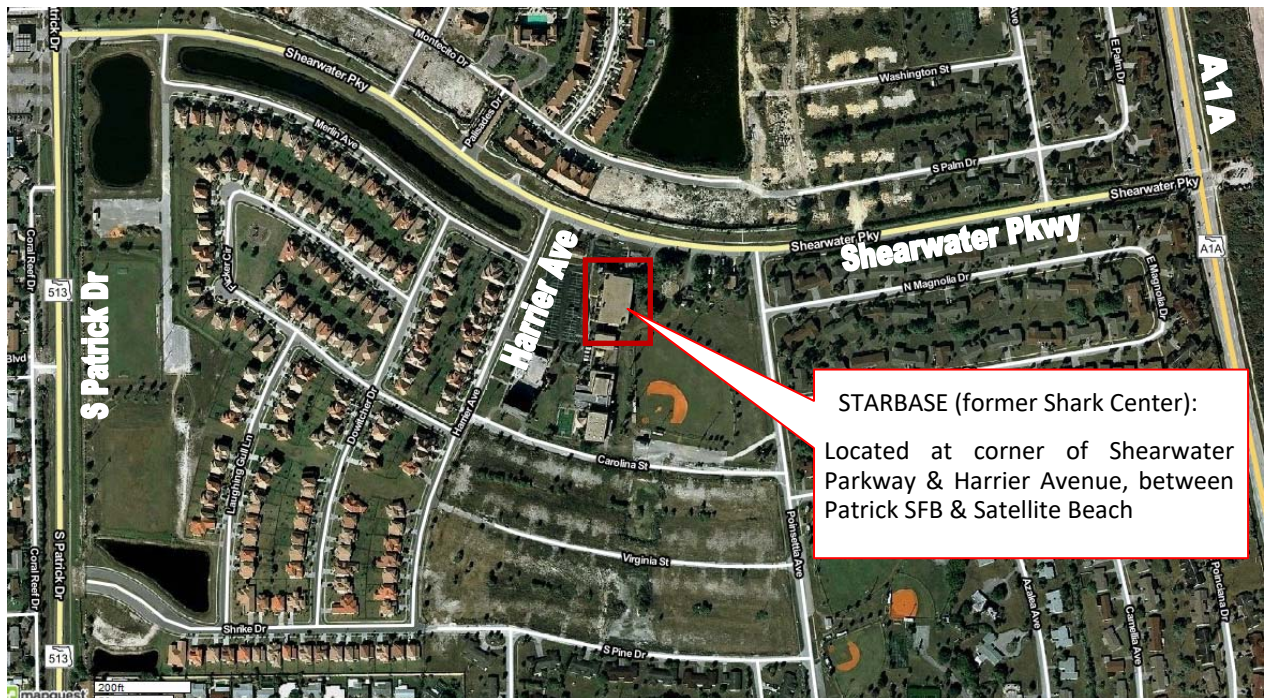 Patrick Dr
Shearwater Pky
Montecito Dr
Palisades Dr
Merlin Ave
Ave
Washington St
E Palm Dr
S Palm Dr
A1A
Shearwater Pky
Shearwater Pky
Shearwater Pkwy
A1A
N Magnolia Dr
E Magnolia Dr
Coral Reef Dr
513
S Patrick Dr
Flicker Cir
Harrier Ave
Blvd
Laughing Gull Ln
Dowitcher Dr
Harrier Ave
Carolina St
Virginia St
Poinsettia Ave
STARBASE (former Shark Center):
Located at corner of Shearwater
Parkway & Harrier Avenue, between
Patrick SFB & Satellite Beach
S Patrick Dr
Coral Reef Dr
Shrike Dr
S Pine Dr
Azalea Ave
Camellia Ave
Poinciana Dr
513
mapquest
200ft